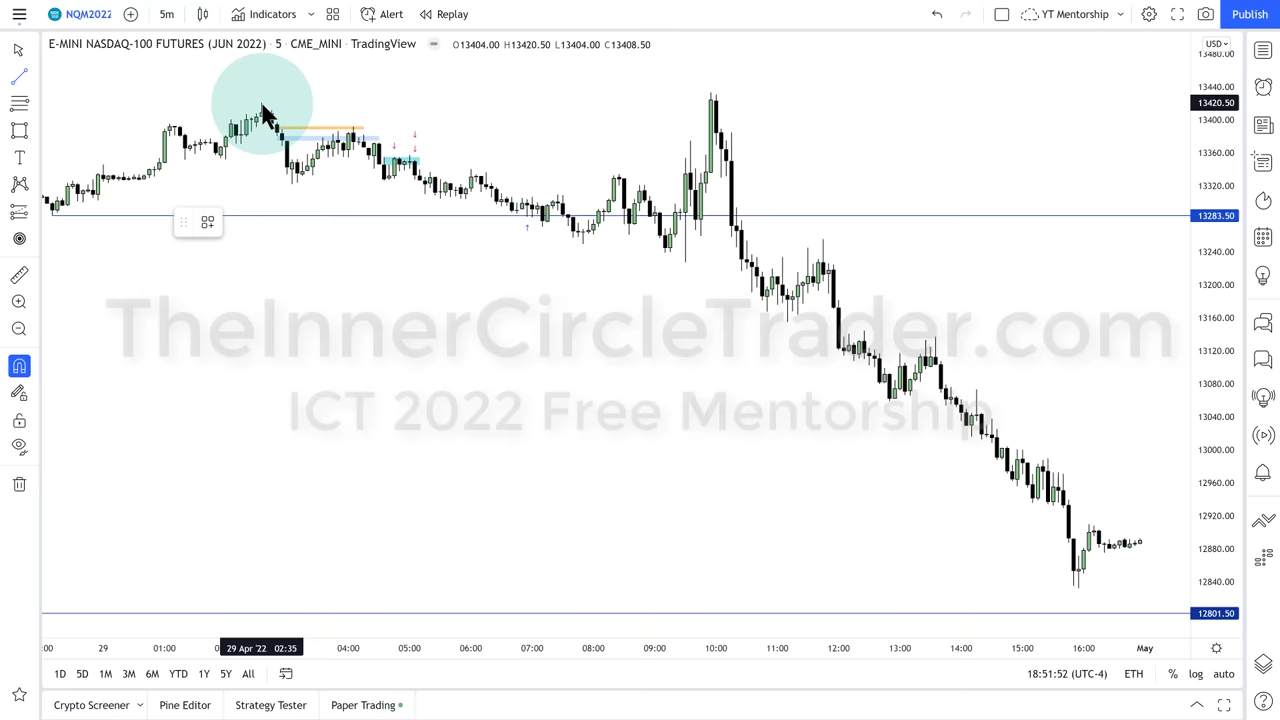 NQM2022
5m
Indicators
Alert
Replay
YT Mentorship
Publish
E-MINI NASDAQ-100 FUTURES (JUN 2022) · 5 · CME_MINI · TradingView
O13404.00 H13420.50 L13404.00 C13408.50
USD
13480.00
13440.00
13420.50
13400.00
13360.00
13320.00
13283.50
13240.00
13200.00
13160.00
13120.00
13080.00
13040.00
13000.00
12960.00
12920.00
12880.00
12840.00
12801.50
TheInnerCircleTrader.com
ICT 2022 Free Mentorship
:00
29
01:00
29 Apr '22 02:35
04:00
05:00
06:00
07:00
08:00
09:00
10:00
11:00
12:00
13:00
14:00
15:00
16:00
May
1D 5D 1M 3M 6M YTD 1Y 5Y All
18:51:52 (UTC-4)
ETH
% log auto
Crypto Screener
Pine Editor
Strategy Tester
Paper Trading